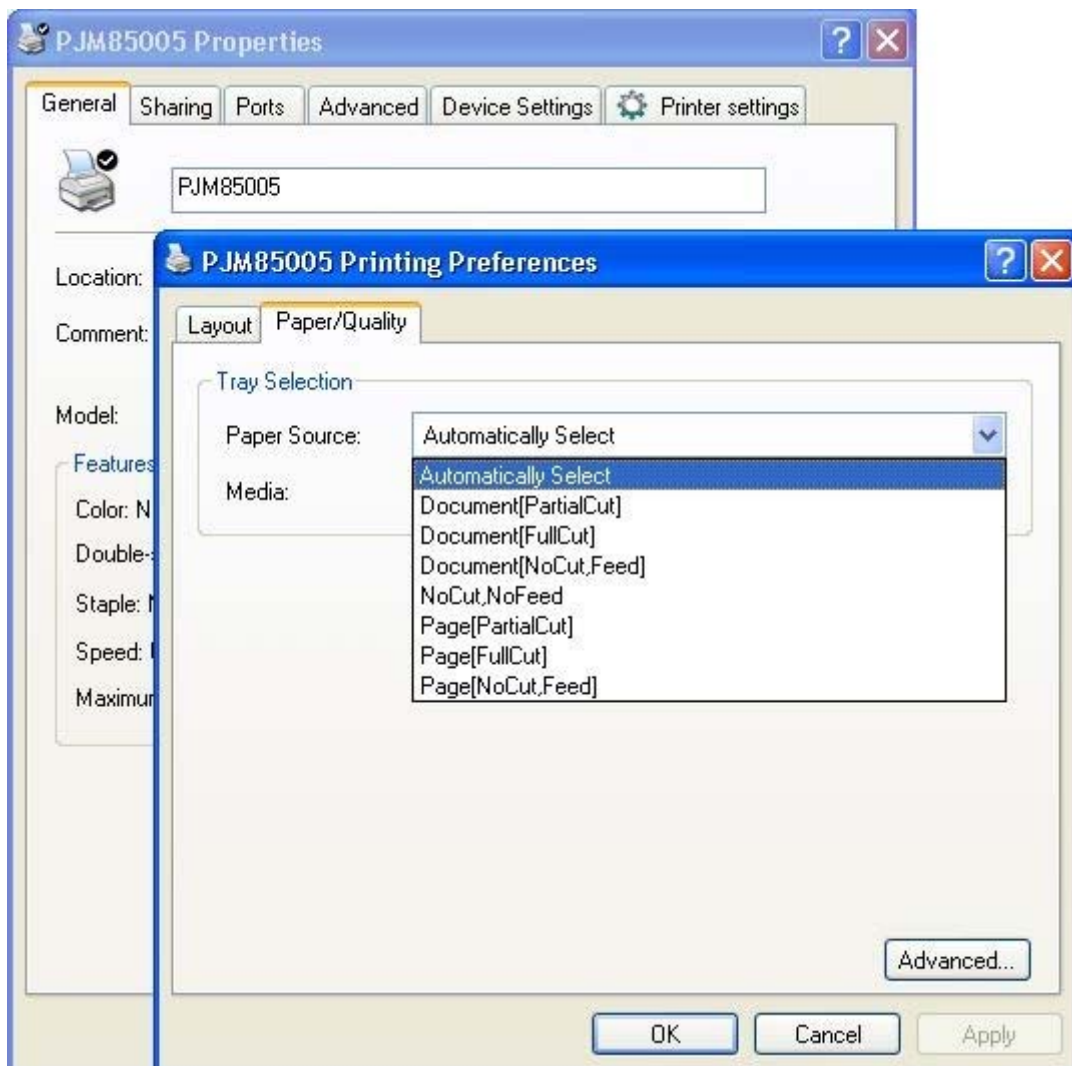 PJM85005 Properties
General Sharing Ports Advanced Device Settings Printer settings
PJM85005
Location:
Comment:
Model:
Features
Color: N
Double-
Staple:
Speed:
PJM85005 Printing Preferences
Layout Paper/Quality
Tray Selection
Paper Source: Automatically Select
Media:
Automatically Select
Document[PartialCut]
Document[FullCut]
Document[NoCut,Feed]
NoCut,NoFeed
Page[PartialCut]
Page[FullCut]
Page[NoCut,Feed]
Advanced...
OK Cancel Apply